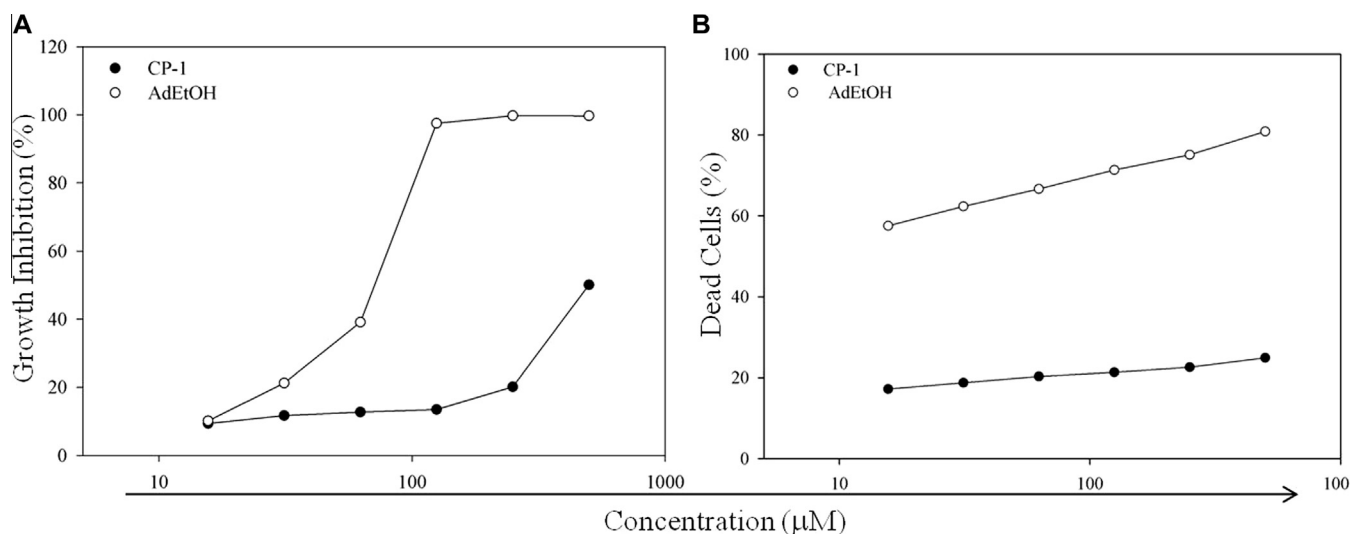 A
120
100
80
60
40
20
0
CP-1
AdEtOH
Growth Inhibition (%)
10
100
1000
B
100
80
60
40
20
0
CP-1
AdEtOH
Dead Cells (%)
10
100
100
Concentration (μM)